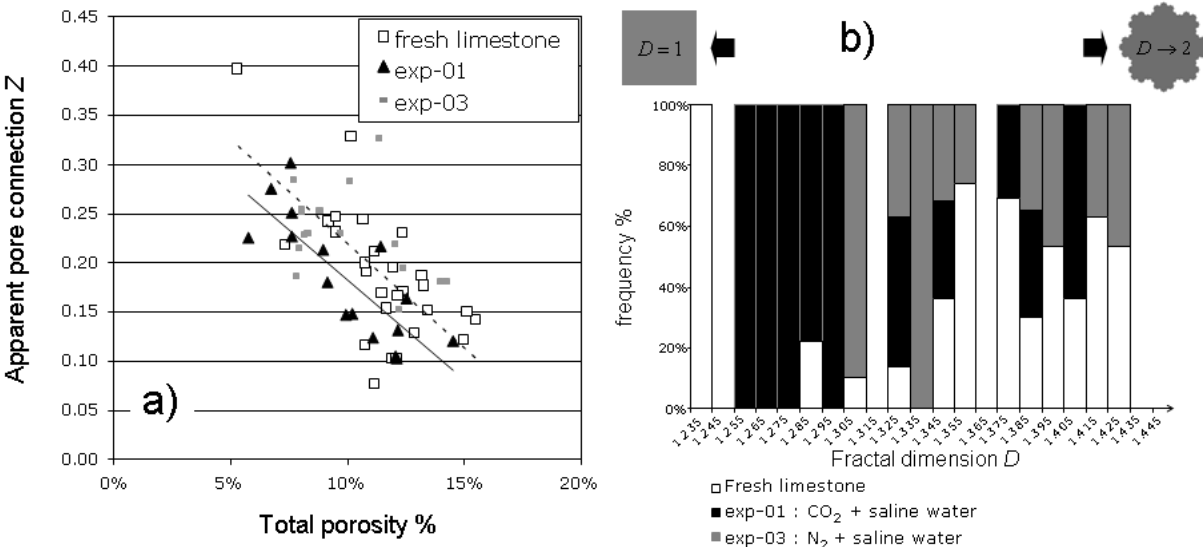 0.45
0.40
0.35
0.30
0.25
0.20
0.15
0.10
0.05
0.00
Apparent pore connection Z
fresh limestone
exp-01
exp-03
a)
0% 5% 10% 15% 20%
Total porosity %
b)
D = 1
D → 2
100%
80%
60%
40%
20%
0%
frequency %
1.235 1.245 1.255 1.265 1.275 1.285 1.295 1.305 1.315 1.325 1.335 1.345 1.355 1.365 1.375 1.385 1.395 1.405 1.415 1.425 1.435 1.445
Fractal dimension D
Fresh limestone
exp-01 : CO₂ + saline water
exp-03 : N₂ + saline water